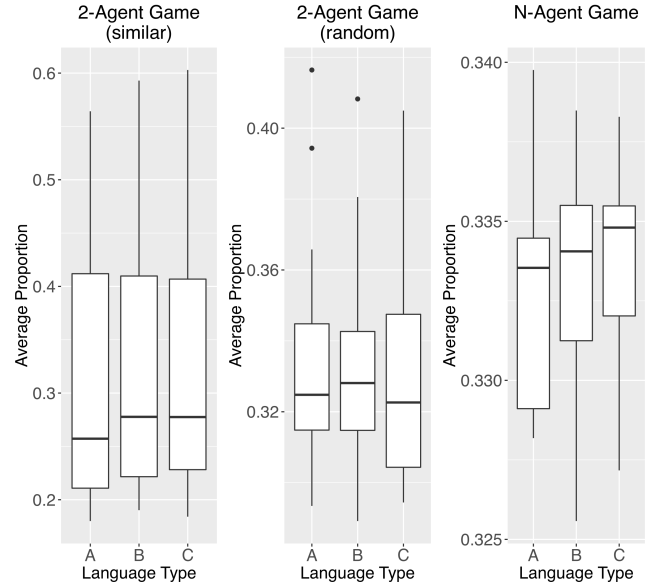 2-Agent Game
(similar)
Average Proportion
0.6
0.5
0.4
0.3
0.2
A B C
Language Type
2-Agent Game
(random)
Average Proportion
0.40
0.36
0.32
A B C
Language Type
N-Agent Game
Average Proportion
0.340
0.335
0.330
0.325
A B C
Language Type